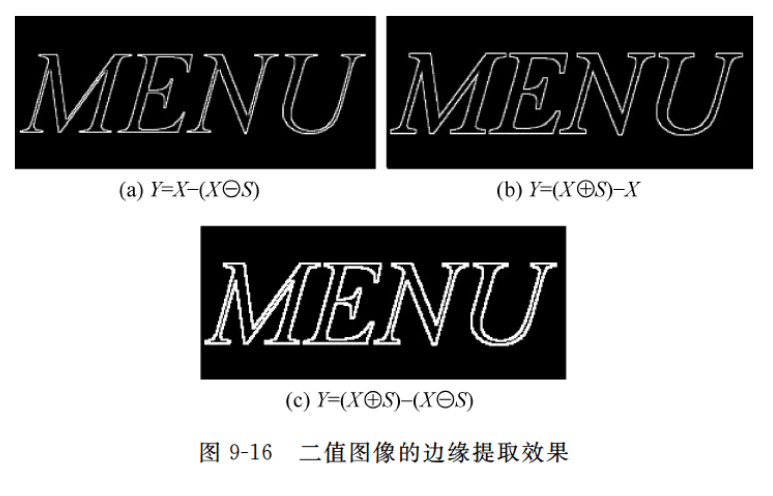 MENU
MENU
(a) Y=X−(X⊖S)
(b) Y=(X⊕S)−X
MENU
(c) Y=(X⊕S)−(X⊖S)
图 9-16 二值图像的边缘提取效果